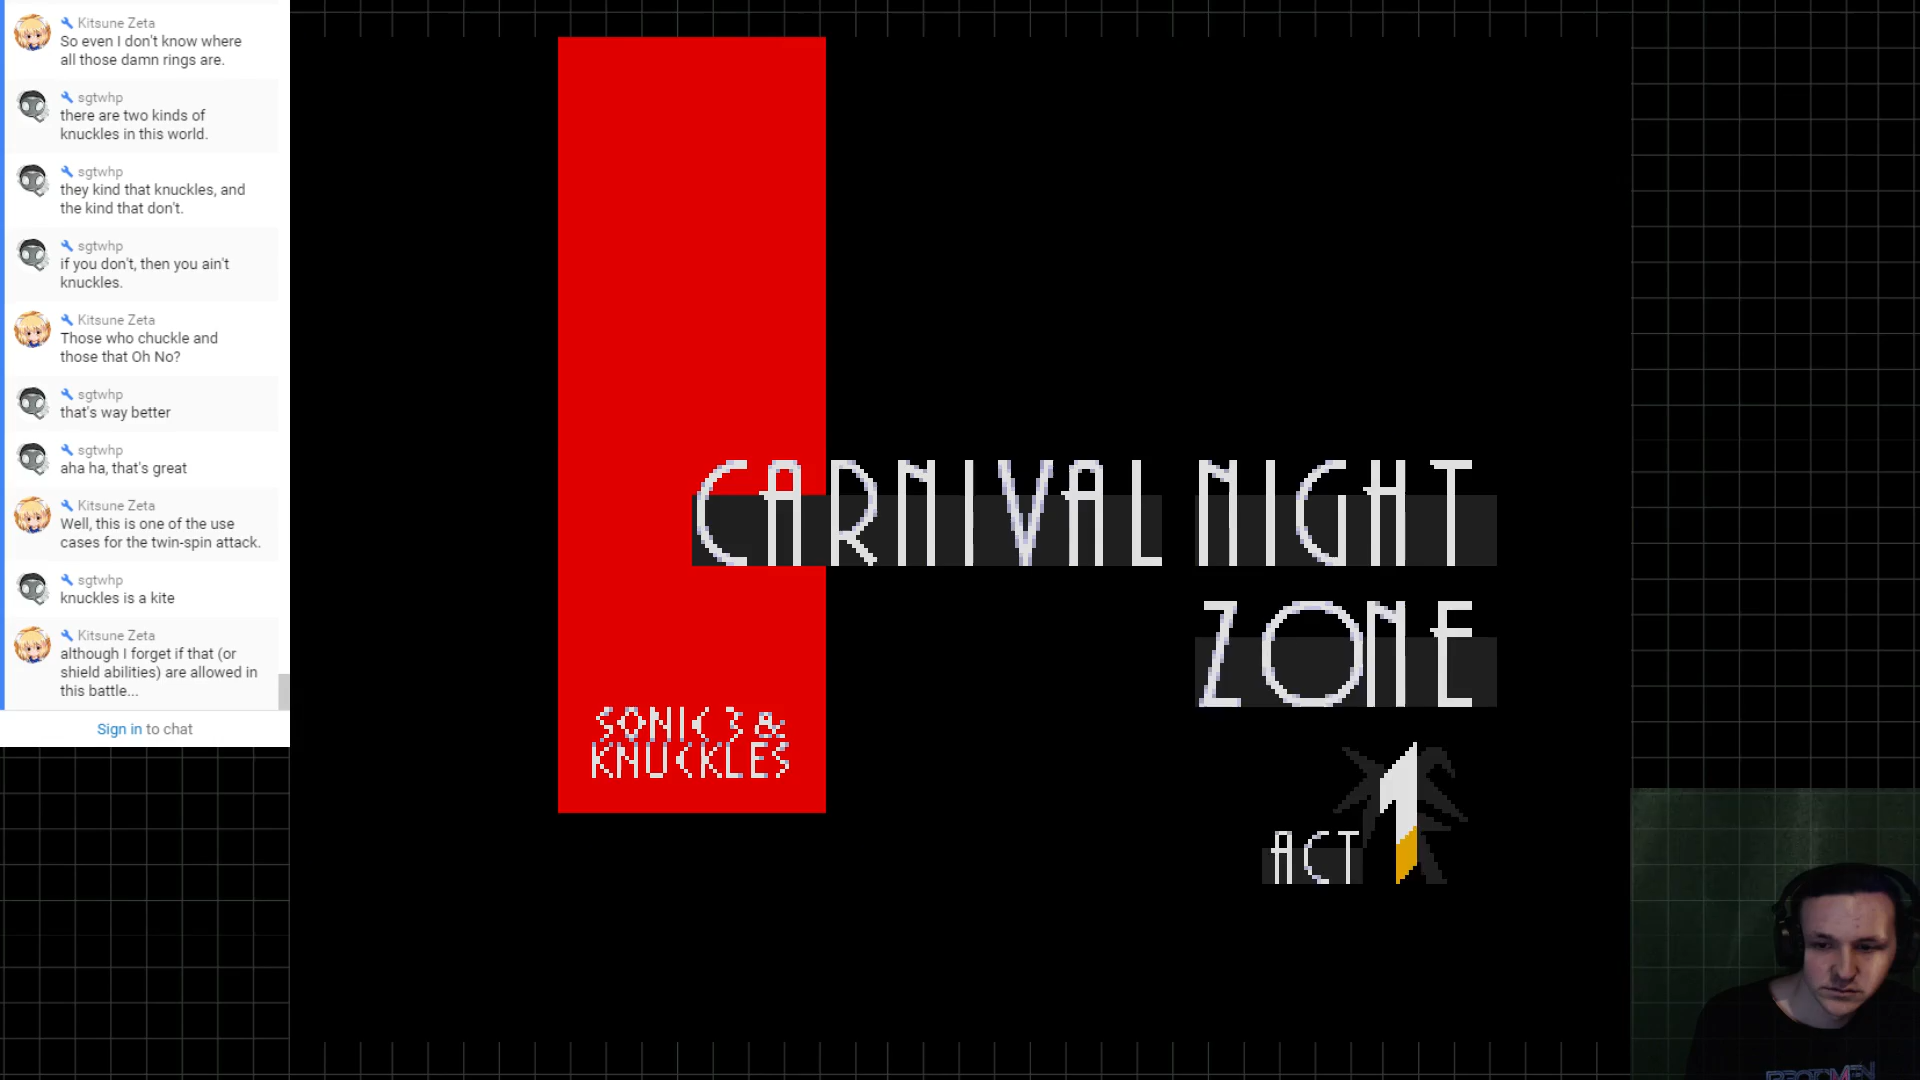 Kitsune Zeta
So even I don't know where
all those damn rings are.
sgtwhp
there are two kinds of
knuckles in this world.
sgtwhp
they kind that knuckles, and
the kind that don't.
sgtwhp
if you don't, then you ain't
knuckles.
Kitsune Zeta
Those who chuckle and
those that Oh No?
sgtwhp
that's way better
sgtwhp
aha ha, that's great
Kitsune Zeta
Well, this is one of the use
cases for the twin-spin attack.
sgtwhp
knuckles is a kite
Kitsune Zeta
although I forget if that (or
shield abilities) are allowed in
this battle...
Sign in to chat
CARNIVAL NIGHT
ZONE
SONIC 3 &
KNUCKLES
ACT 1